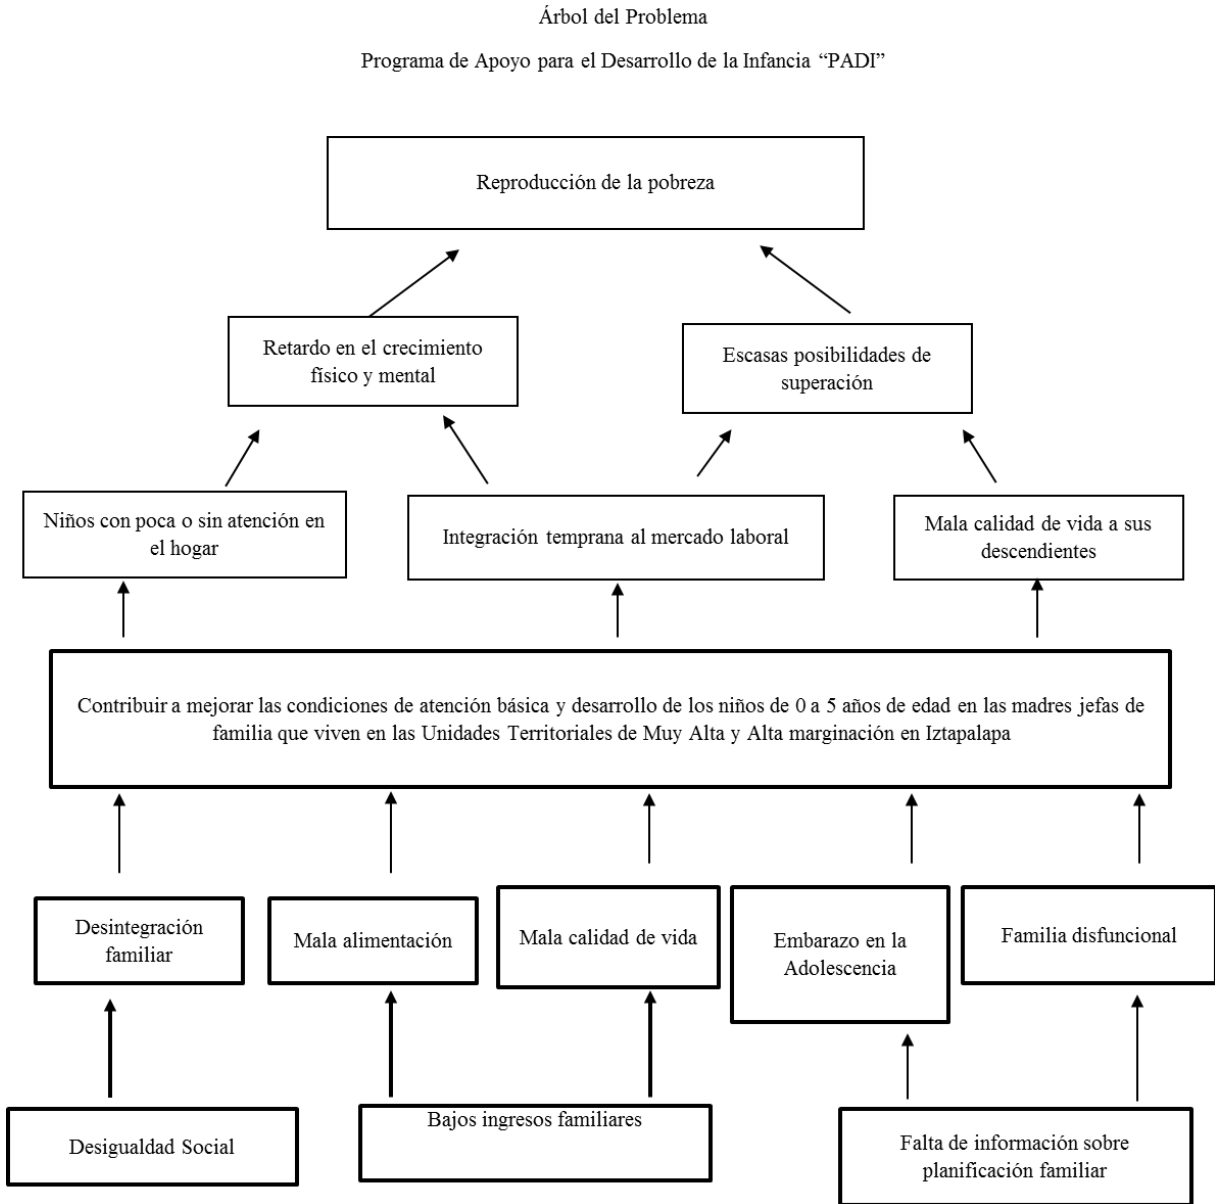 Árbol del Problema
Programa de Apoyo para el Desarrollo de la Infancia “PADI”
Reproducción de la pobreza
Retardo en el crecimiento
físico y mental
Escasas posibilidades de
superación
Niños con poca o sin atención en
el hogar
Integración temprana al mercado laboral
Mala calidad de vida a sus
descendientes
Contribuir a mejorar las condiciones de atención básica y desarrollo de los niños de 0 a 5 años de edad en las madres jefas de
familia que viven en las Unidades Territoriales de Muy Alta y Alta marginación en Iztapalapa
Desintegración
familiar
Mala alimentación
Mala calidad de vida
Embarazo en la
Adolescencia
Familia disfuncional
Desigualdad Social
Bajos ingresos familiares
Falta de información sobre
planificación familiar